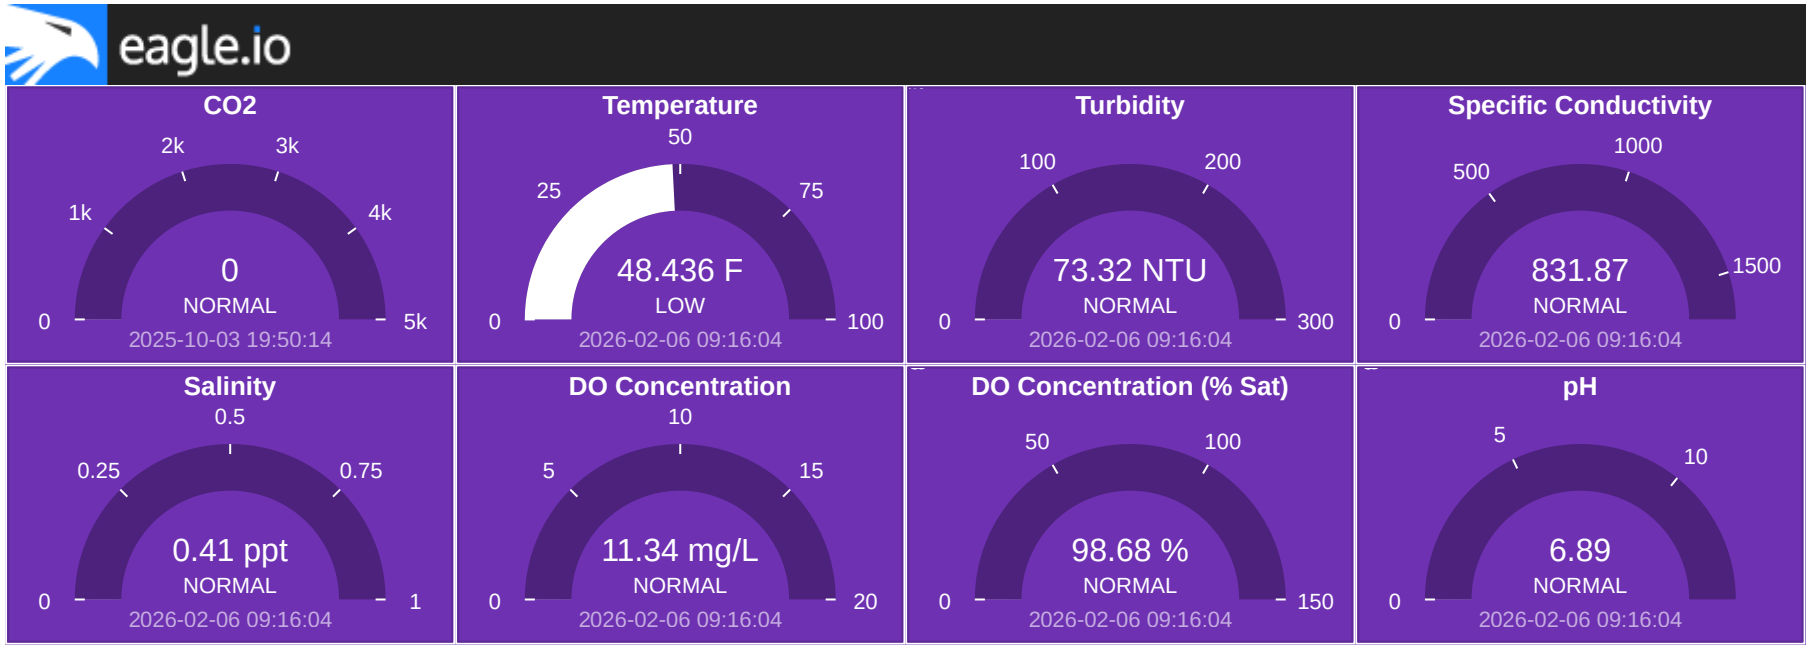 eagle.io
CO2
2k
3k
1k
4k
0
NORMAL
0
5k
2025-10-03 19:50:14
Temperature
50
25
75
48.436 F
LOW
0
100
2026-02-06 09:16:04
Turbidity
100
200
73.32 NTU
NORMAL
0
300
2026-02-06 09:16:04
Specific Conductivity
1000
500
1500
831.87
NORMAL
0
2026-02-06 09:16:04
Salinity
0.5
0.25
0.75
0.41 ppt
NORMAL
0
1
2026-02-06 09:16:04
DO Concentration
10
5
15
11.34 mg/L
NORMAL
0
20
2026-02-06 09:16:04
DO Concentration (% Sat)
50
100
98.68 %
NORMAL
0
150
2026-02-06 09:16:04
pH
5
10
6.89
NORMAL
0
2026-02-06 09:16:04